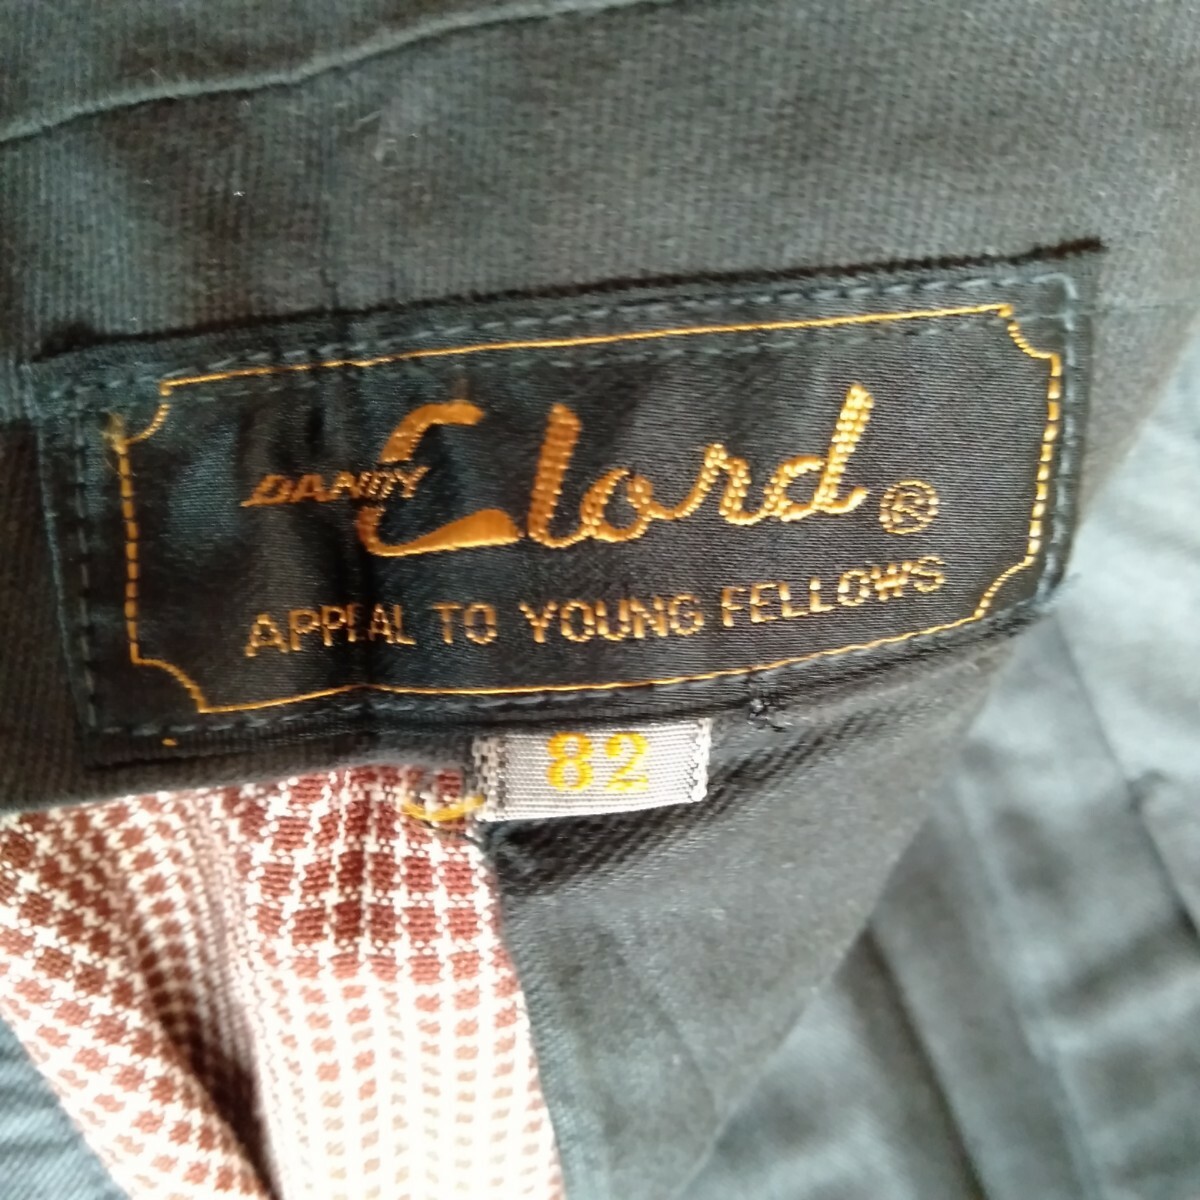 DANDY Elord ®
APPEAL TO YOUNG FELLOWS
82